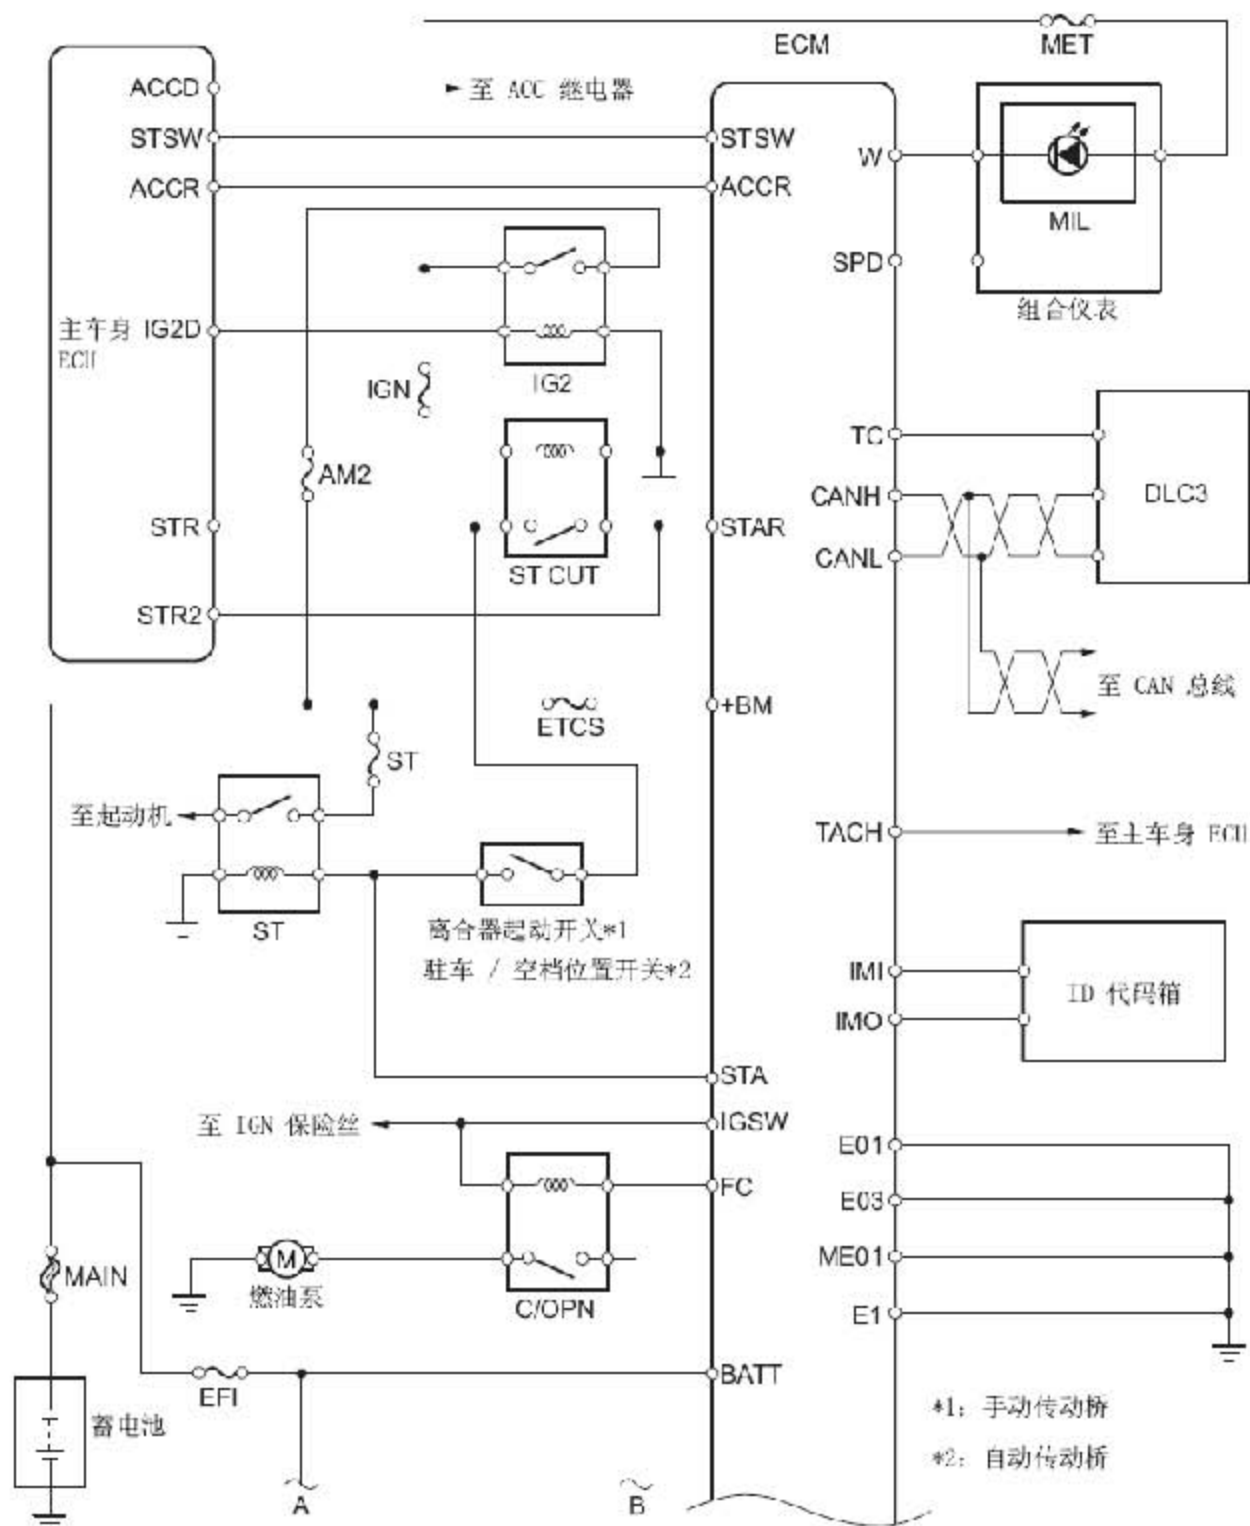 ECM
MET
ACCD
至 ACC 继电器
STSW
STSW
W
ACCR
ACCR
MIL
SPD
组合仪表
主车身 IG2D
ECU
IG2
IGN
TC
CANH
DLC3
AM2
STR
STAR
CANL
ST CUT
STR2
至 CAN 总线
+BM
ETCS
ST
至起动机
TACH
至主车身 ECU
ST
离合器起动开关*1
驻车 / 空档位置开关*2
IMI
ID 代码箱
IMO
STA
至 IGN 保险丝
IGSW
E01
FC
E03
M
ME01
MAIN
燃油泵
C/OPN
E1
BATT
EFI
蓄电池
*1: 手动传动桥
*2: 自动传动桥
A
B